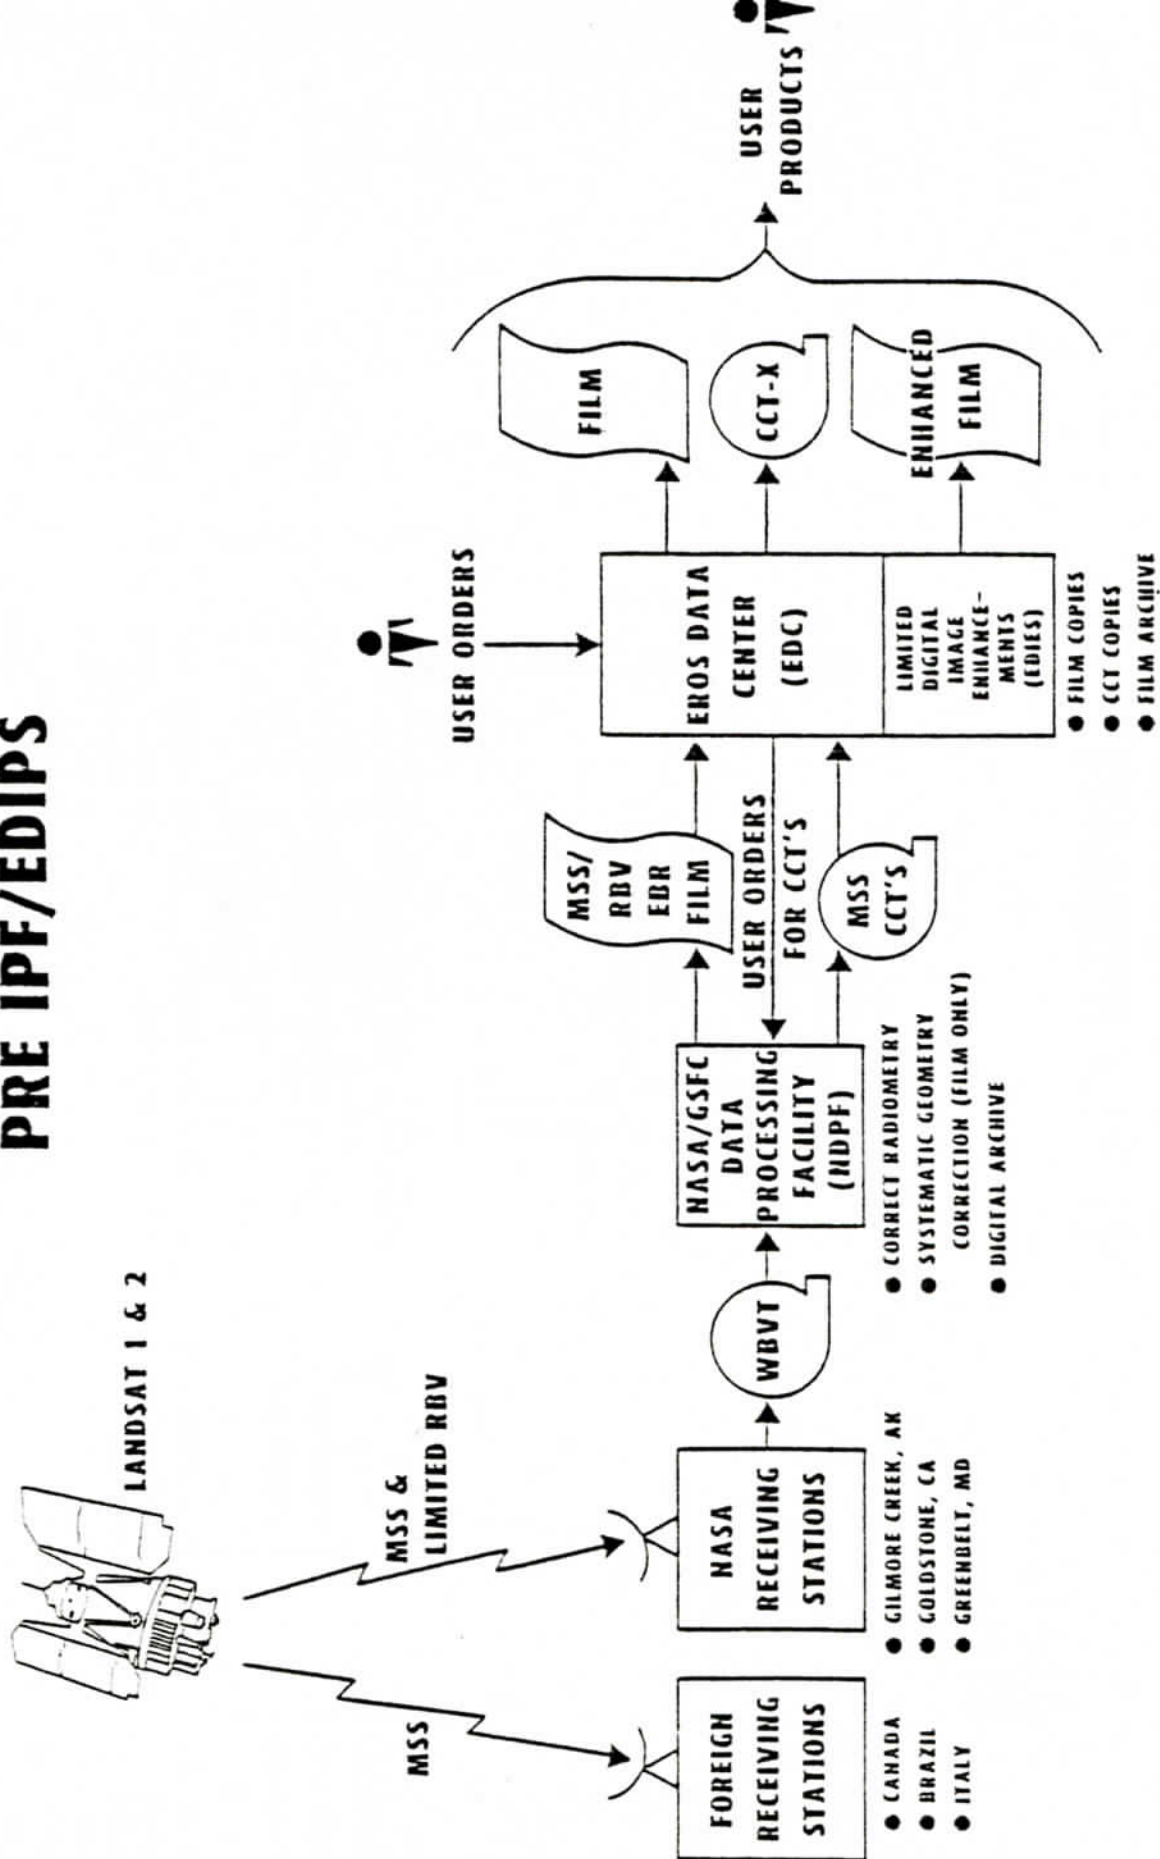 PRE IPF/EDIPS
LANDSAT 1 & 2
MSS
MSS &
LIMITED RBV
FOREIGN
RECEIVING
STATIONS
● CANADA
● BRAZIL
● ITALY
NASA
RECEIVING
STATIONS
● GILMORE CREEK, AK
● GOLDSTONE, CA
● GREENBELT, MD
WBVT
NASA/GSFC
DATA
PROCESSING
FACILITY
(NDPF)
● CORRECT RADIOMETRY
● SYSTEMATIC GEOMETRY
CORRECTION (FILM ONLY)
● DIGITAL ARCHIVE
MSS/
RBV
EBR
FILM
USER ORDERS
FOR CCT'S
MSS
CCT'S
USER ORDERS
EROS DATA
CENTER
(EDC)
LIMITED
DIGITAL
IMAGE
ENHANCE-
MENTS
(EDIES)
● FILM COPIES
● CCT COPIES
● FILM ARCHIVE
FILM
CCT-X
ENHANCED
FILM
USER
PRODUCTS